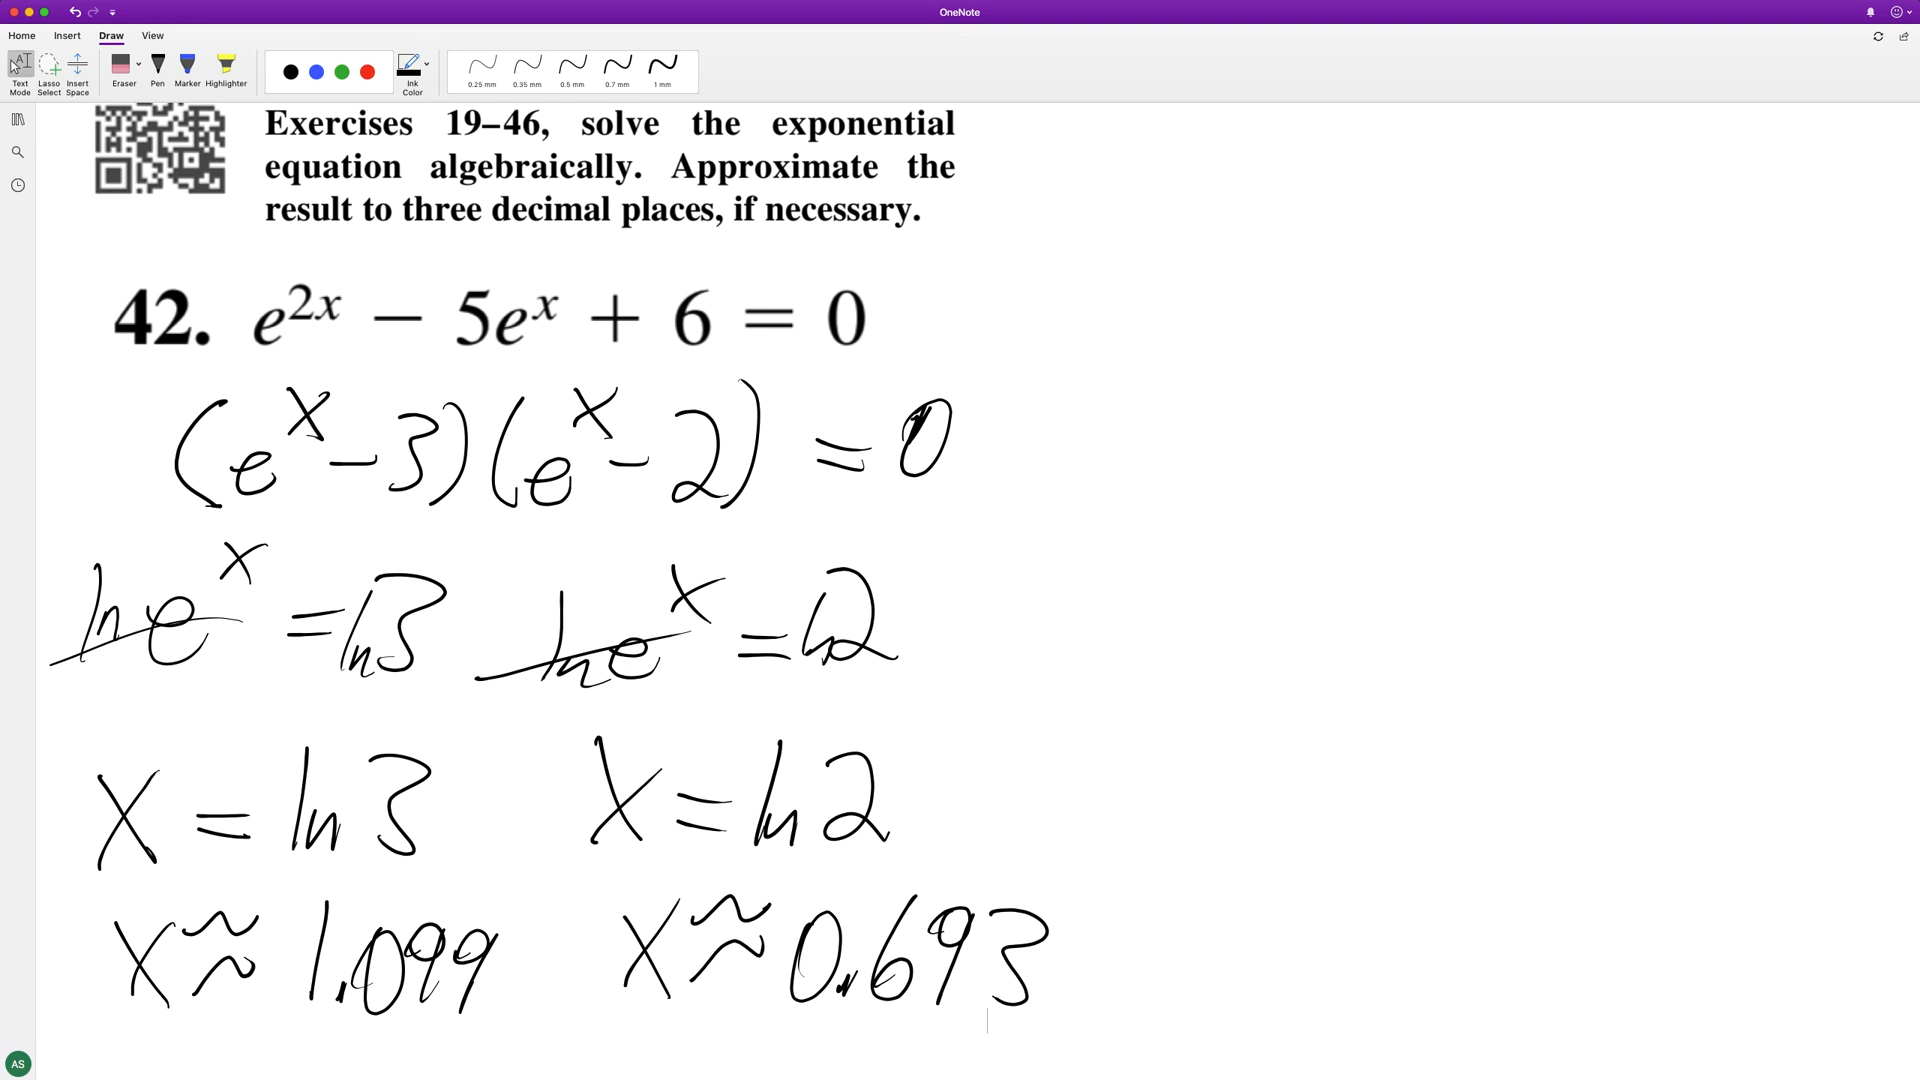 OneNote
Home Insert Draw View
Text Mode Lasso Select Insert Space Eraser Pen Marker Highlighter Ink Color 0.25 mm 0.35 mm 0.5 mm 0.7 mm 1 mm
Exercises 19–46, solve the exponential
equation algebraically. Approximate the
result to three decimal places, if necessary.
42. e^{2x} − 5e^x + 6 = 0
(e^x − 3)(e^x − 2) = 0
ln e^x = ln 3 ln e^x = ln 2
x = ln 3 x = ln 2
x ≈ 1.099 x ≈ 0.693
AS